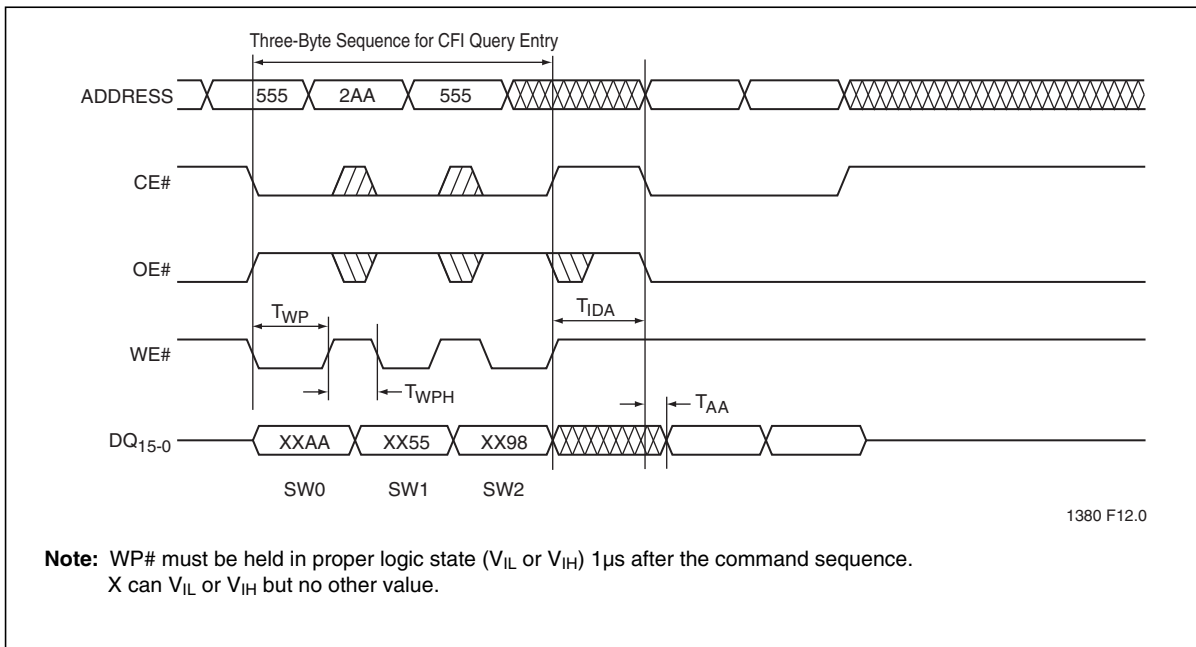 Three-Byte Sequence for CFI Query Entry
ADDRESS 555 2AA 555
CE#
OE#
TWP TIDA
WE#
TWPH TAA
DQ15-0 XXAA XX55 XX98
SW0 SW1 SW2
1380 F12.0
Note: WP# must be held in proper logic state (VIL or VIH) 1µs after the command sequence.
X can VIL or VIH but no other value.